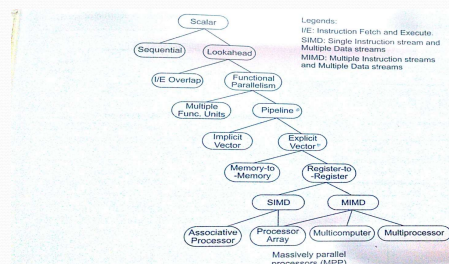 Scalar
Legends:
I/E: Instruction Fetch and Execute.
SIMD: Single Instruction stream and
Multiple Data streams
MIMD: Multiple Instruction streams
and Multiple Data streams
Sequential
Lookahead
I/E Overlap
Functional
Parallelism
Multiple
Func. Units
Pipeline
Implicit
Vector
Explicit
Vector
Memory-to
-Memory
Register-to
-Register
SIMD
MIMD
Associative
Processor
Processor
Array
Multicomputer
Multiprocessor
Massively parallel
processors (MPP)